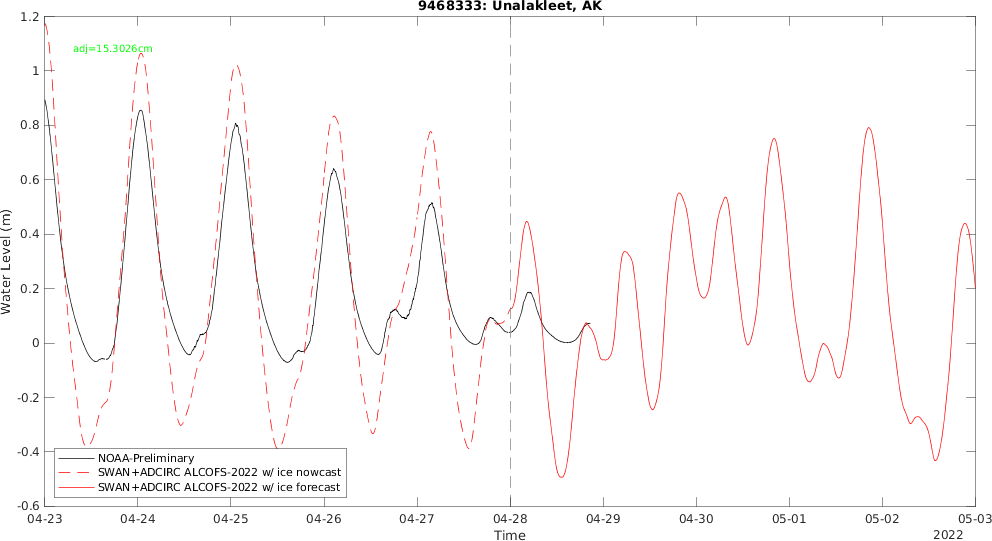 9468333: Unalakleet, AK
adj=15.3026cm
1.2
1
0.8
0.6
0.4
0.2
0
-0.2
-0.4
-0.6
Water Level (m)
NOAA-Preliminary
SWAN+ADCIRC ALCOFS-2022 w/ ice nowcast
SWAN+ADCIRC ALCOFS-2022 w/ ice forecast
04-23 04-24 04-25 04-26 04-27 04-28 04-29 04-30 05-01 05-02 05-03
Time
2022